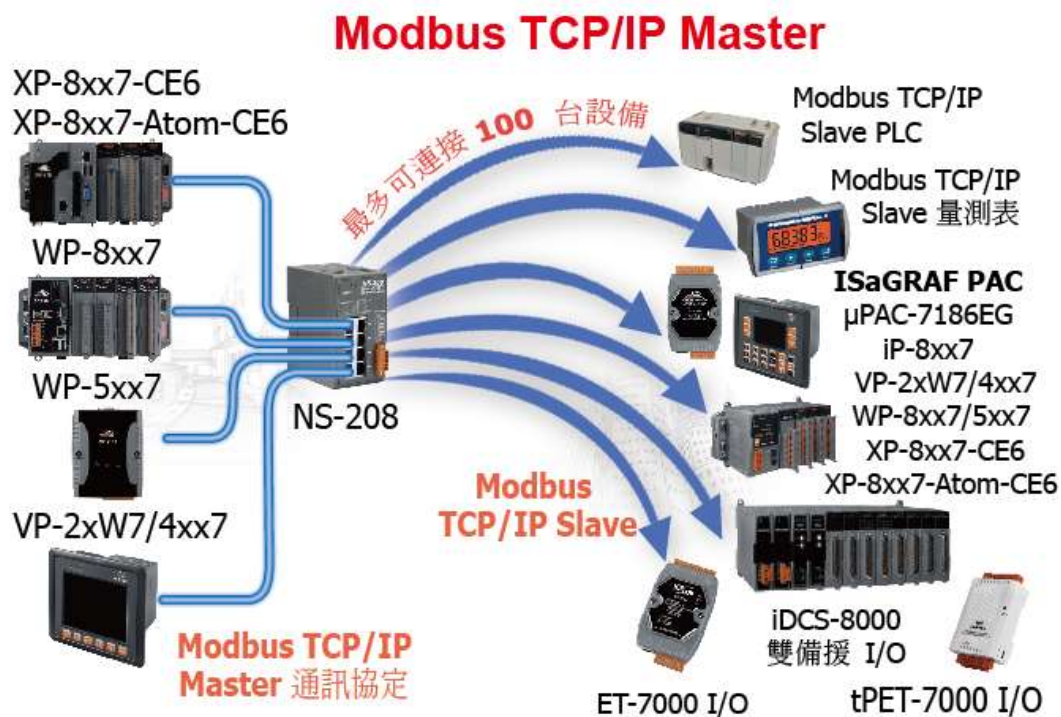 Modbus TCP/IP Master
XP-8xx7-CE6
XP-8xx7-Atom-CE6
WP-8xx7
WP-5xx7
VP-2xW7/4xx7
Modbus TCP/IP
Master 通訊協定
NS-208
最多可連接 100 台設備
Modbus
TCP/IP Slave
Modbus TCP/IP
Slave PLC
Modbus TCP/IP
Slave 量測表
68383
ISaGRAF PAC
μPAC-7186EG
iP-8xx7
VP-2xW7/4xx7
WP-8xx7/5xx7
XP-8xx7-CE6
XP-8xx7-Atom-CE6
iDCS-8000
雙備援 I/O
ET-7000 I/O
tPET-7000 I/O